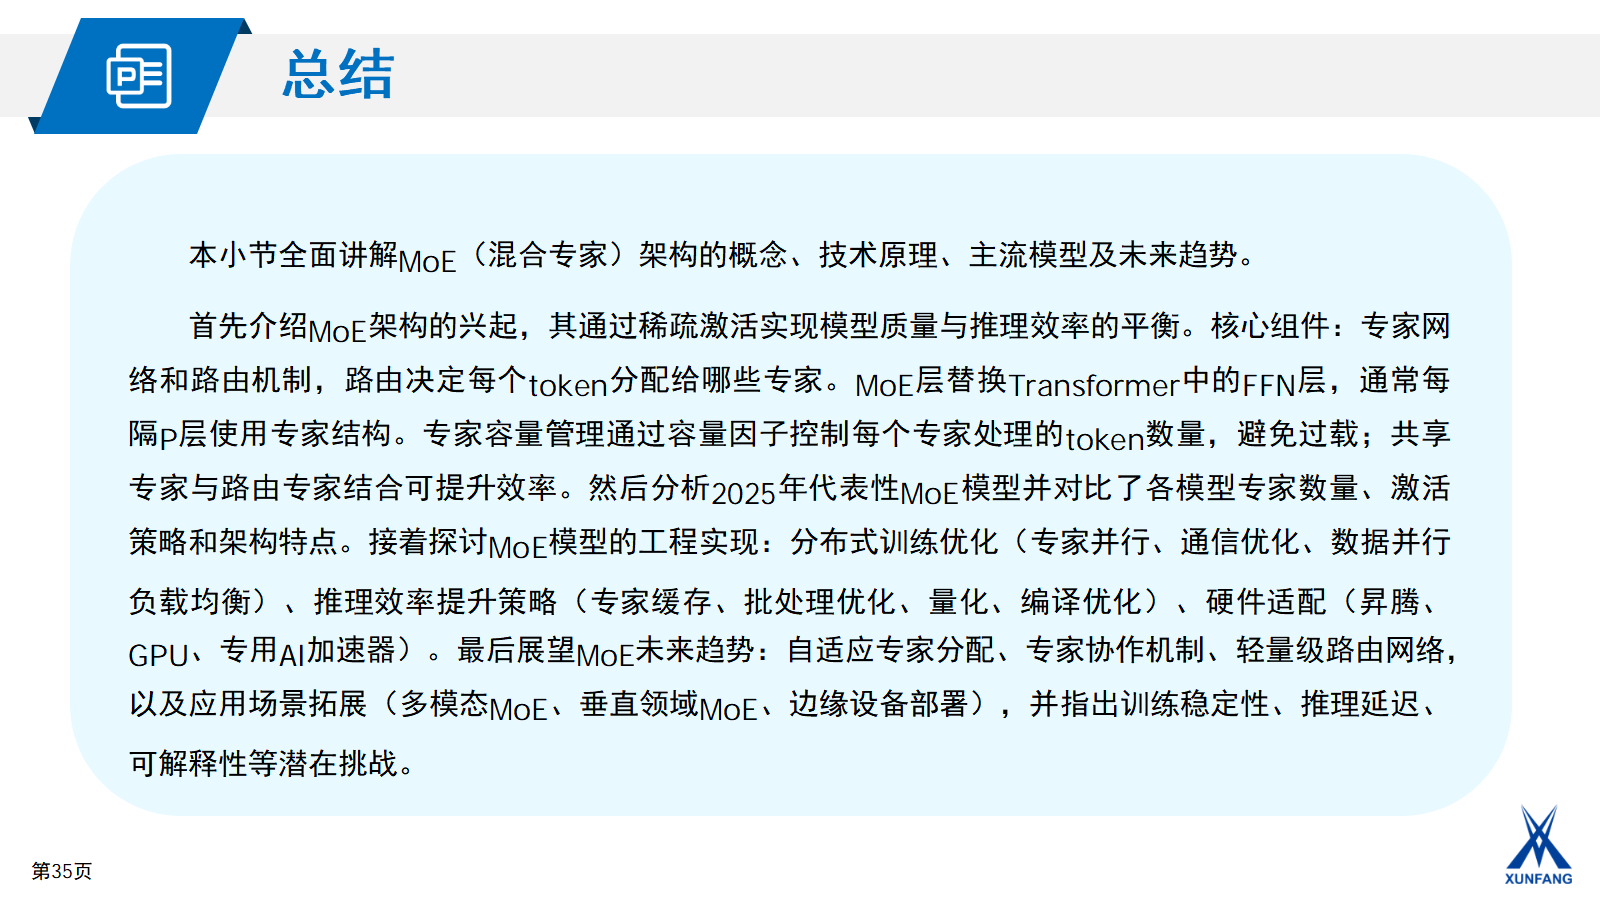 总结
本小节全面讲解MoE（混合专家）架构的概念、技术原理、主流模型及未来趋势。
首先介绍MoE架构的兴起，其通过稀疏激活实现模型质量与推理效率的平衡。核心组件：专家网
络和路由机制，路由决定每个token分配给哪些专家。MoE层替换Transformer中的FFN层，通常每
隔P层使用专家结构。专家容量管理通过容量因子控制每个专家处理的token数量，避免过载；共享
专家与路由专家结合可提升效率。然后分析2025年代表性MoE模型并对比了各模型专家数量、激活
策略和架构特点。接着探讨MoE模型的工程实现：分布式训练优化（专家并行、通信优化、数据并行
负载均衡）、推理效率提升策略（专家缓存、批处理优化、量化、编译优化）、硬件适配（昇腾、
GPU、专用AI加速器）。最后展望MoE未来趋势：自适应专家分配、专家协作机制、轻量级路由网络，
以及应用场景拓展（多模态MoE、垂直领域MoE、边缘设备部署），并指出训练稳定性、推理延迟、
可解释性等潜在挑战。
第35页
XUNFANG